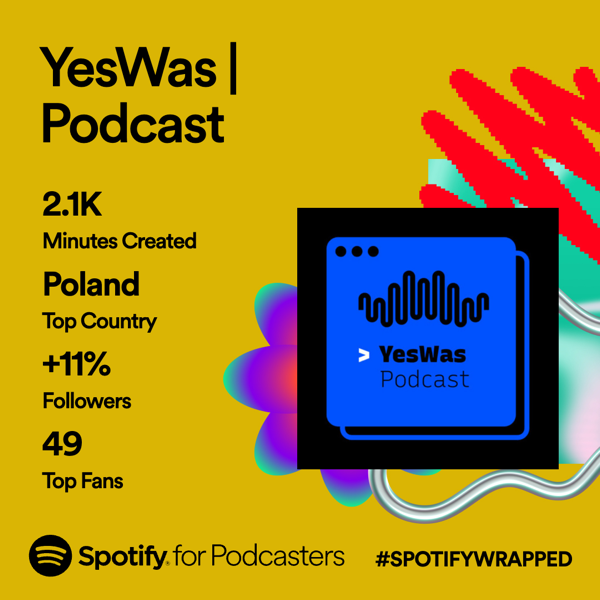 YesWas |
Podcast
2.1K
Minutes Created
Poland
Top Country
+11%
Followers
49
Top Fans
> YesWas
Podcast
Spotify® for Podcasters
#SPOTIFYWRAPPED